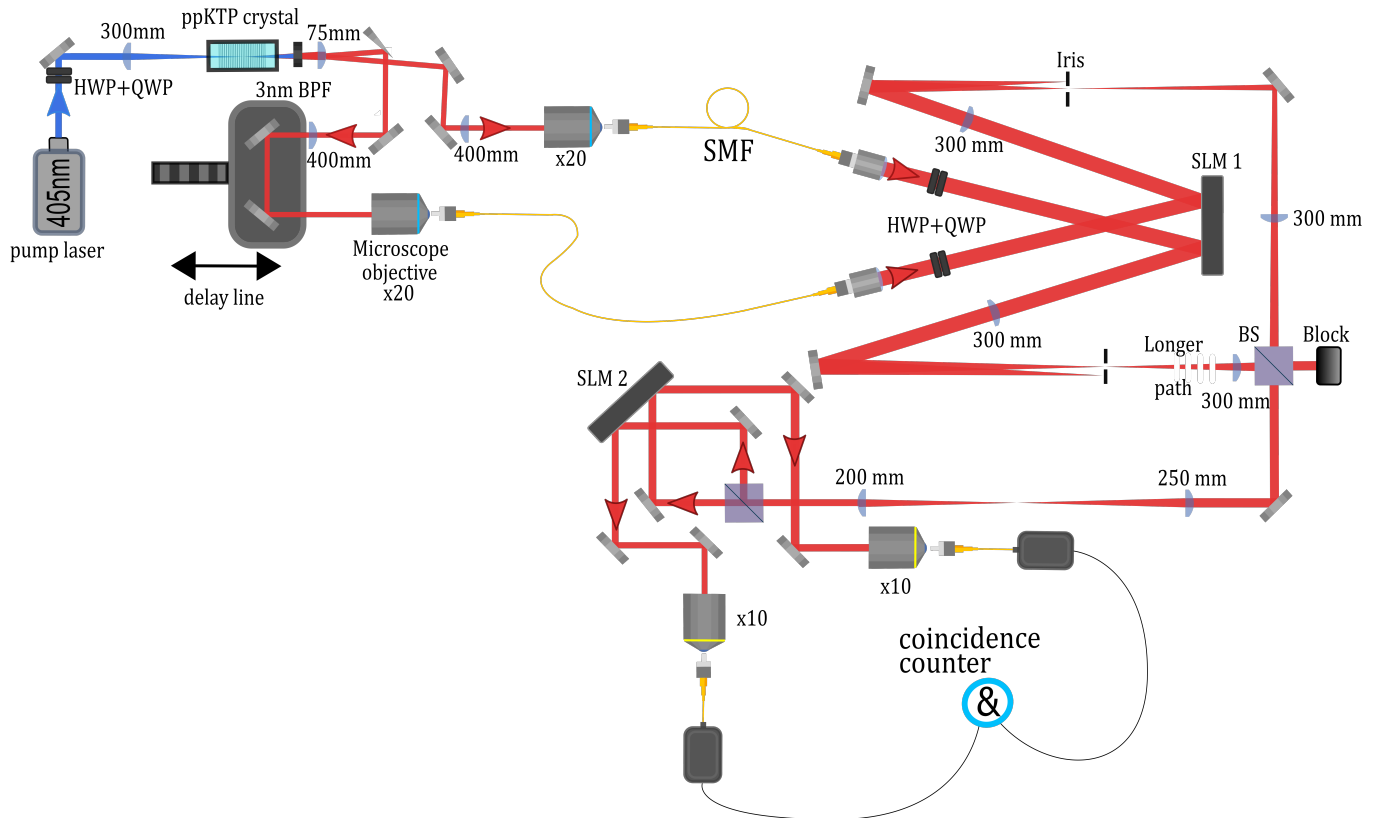 ppKTP crystal
300mm
75mm
HWP+QWP
3nm BPF
Iris
400mm
400mm
x20
SMF
300 mm
SLM 1
405nm
pump laser
Microscope
objective
x20
HWP+QWP
300 mm
delay line
300 mm
Longer
path
BS
Block
300 mm
SLM 2
200 mm
250 mm
x10
x10
coincidence
counter
&